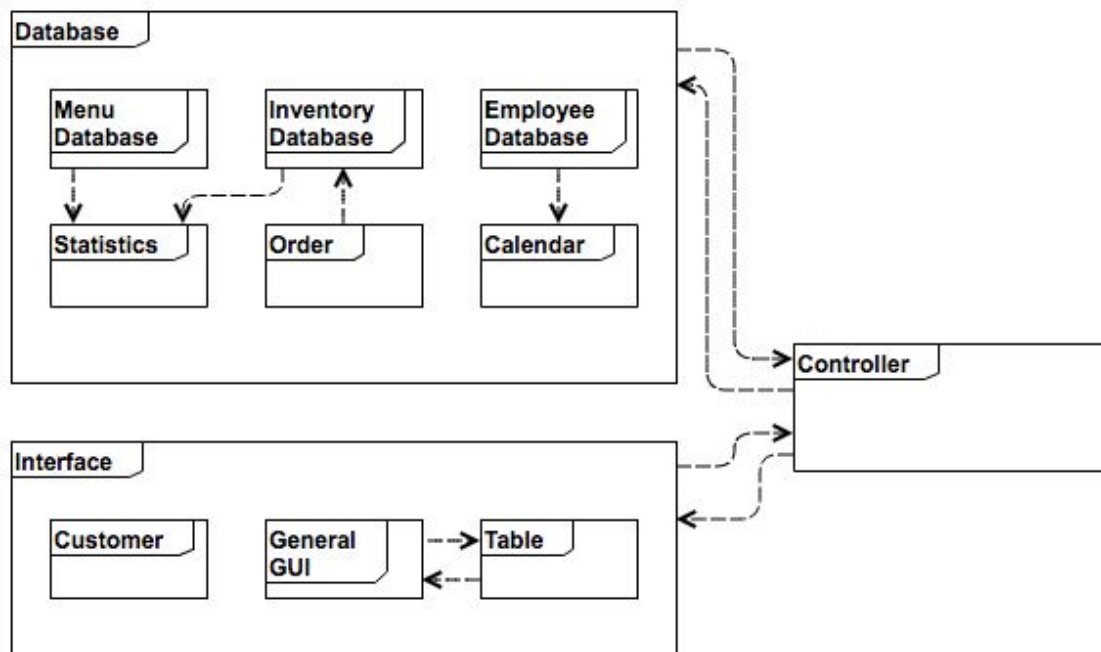 Database
Menu
Database
Inventory
Database
Employee
Database
Statistics
Order
Calendar
Controller
Interface
Customer
General
GUI
Table